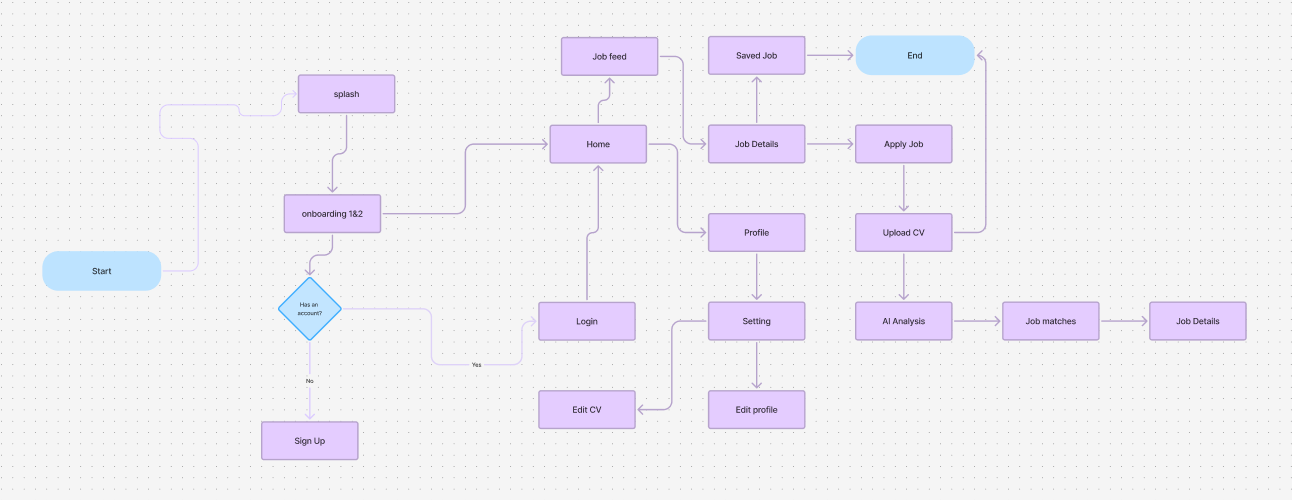 Job feed
Saved Job
End
splash
Home
Job Details
Apply Job
onboarding 1&2
Profile
Upload CV
Start
Has an
account?
Login
Setting
AI Analysis
Job matches
Job Details
Yes
No
Edit CV
Edit profile
Sign Up